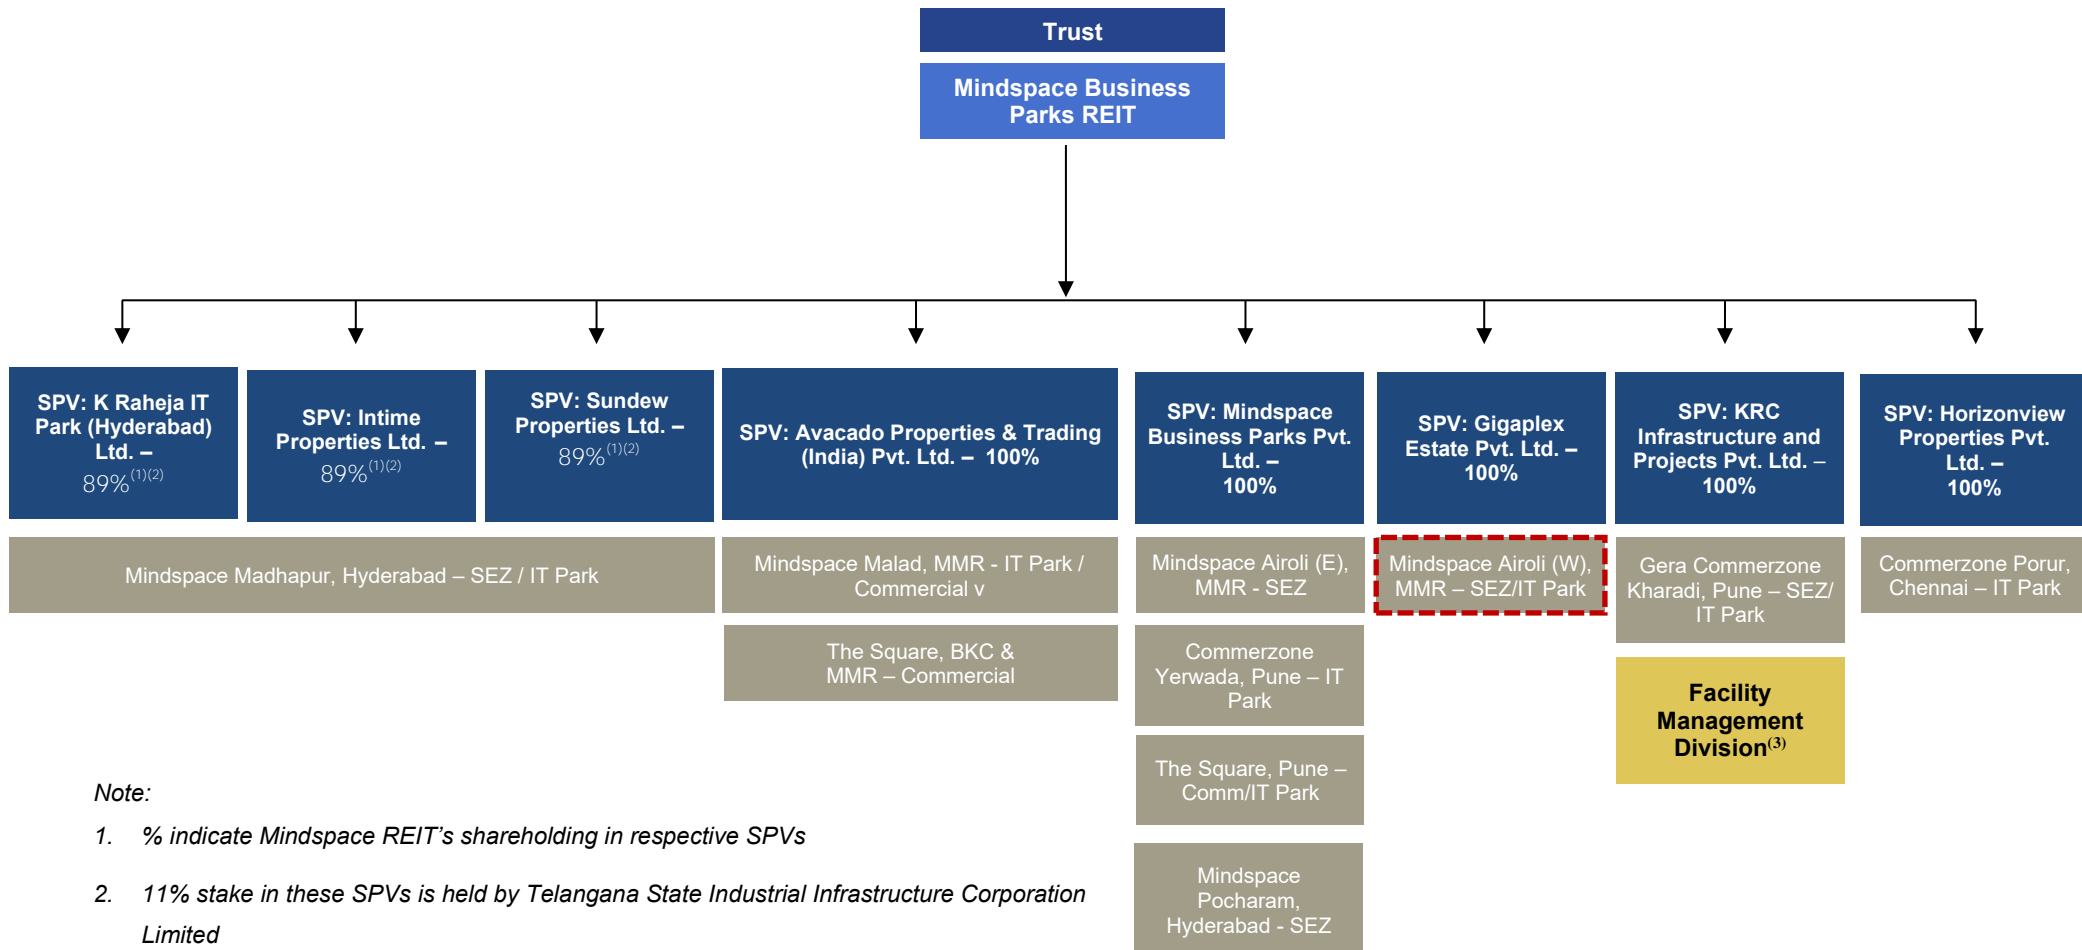 Trust
Mindspace Business
Parks REIT
SPV: K Raheja IT
Park (Hyderabad)
Ltd. –
89%(1)(2)
SPV: Intime
Properties Ltd. –
89%(1)(2)
SPV: Sundew
Properties Ltd. –
89%(1)(2)
SPV: Avacado Properties & Trading
(India) Pvt. Ltd. – 100%
SPV: Mindspace
Business Parks Pvt.
Ltd. –
100%
SPV: Gigaplex
Estate Pvt. Ltd. –
100%
SPV: KRC
Infrastructure and
Projects Pvt. Ltd. –
100%
SPV: Horizonview
Properties Pvt.
Ltd. –
100%
Mindspace Madhapur, Hyderabad – SEZ / IT Park
Mindspace Malad, MMR - IT Park /
Commercial v
The Square, BKC &
MMR – Commercial
Mindspace Airoli (E),
MMR - SEZ
Commerzone
Yerwada, Pune – IT
Park
The Square, Pune –
Comm/IT Park
Mindspace
Pocharam,
Hyderabad - SEZ
Mindspace Airoli (W),
MMR – SEZ/IT Park
Gera Commerzone
Kharadi, Pune – SEZ/
IT Park
Facility
Management
Division(3)
Commerzone Porur,
Chennai – IT Park
Note:
1. % indicate Mindspace REIT’s shareholding in respective SPVs
2. 11% stake in these SPVs is held by Telangana State Industrial Infrastructure Corporation
Limited